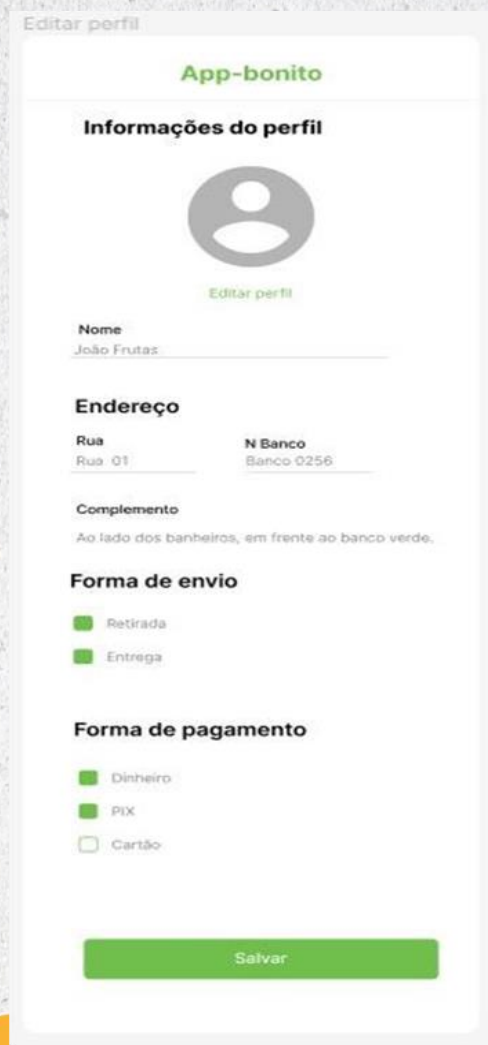 Editar perfil
App-bonito
Informações do perfil
Editar perfil
Nome
João Frutas
Endereço
Rua N Banco
Rua 01 Banco 0256
Complemento
Ao lado dos banheiros, em frente ao banco verde.
Forma de envio
Retirada
Entrega
Forma de pagamento
Dinheiro
PIX
Cartão
Salvar